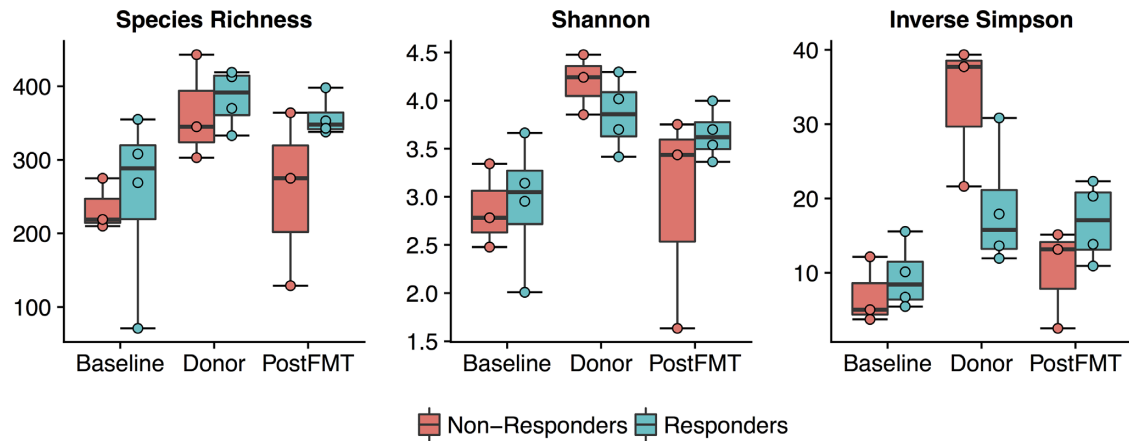 Species Richness
400
300
200
100
Baseline Donor PostFMT
Shannon
4.5
4.0
3.5
3.0
2.5
2.0
1.5
Baseline Donor PostFMT
Inverse Simpson
40
30
20
10
Baseline Donor PostFMT
Non−Responders Responders